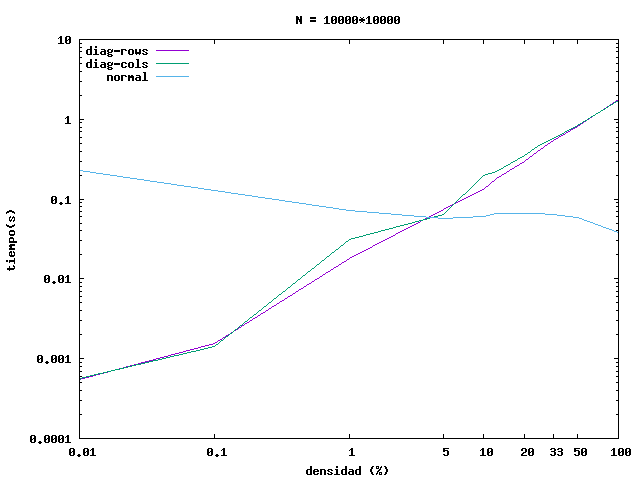 N = 10000*10000
10
diag-rows
diag-cols
normal
1
0.1
tiempo(s)
0.01
0.001
0.0001
0.01 0.1 1 5 10 20 33 50 100
densidad (%)